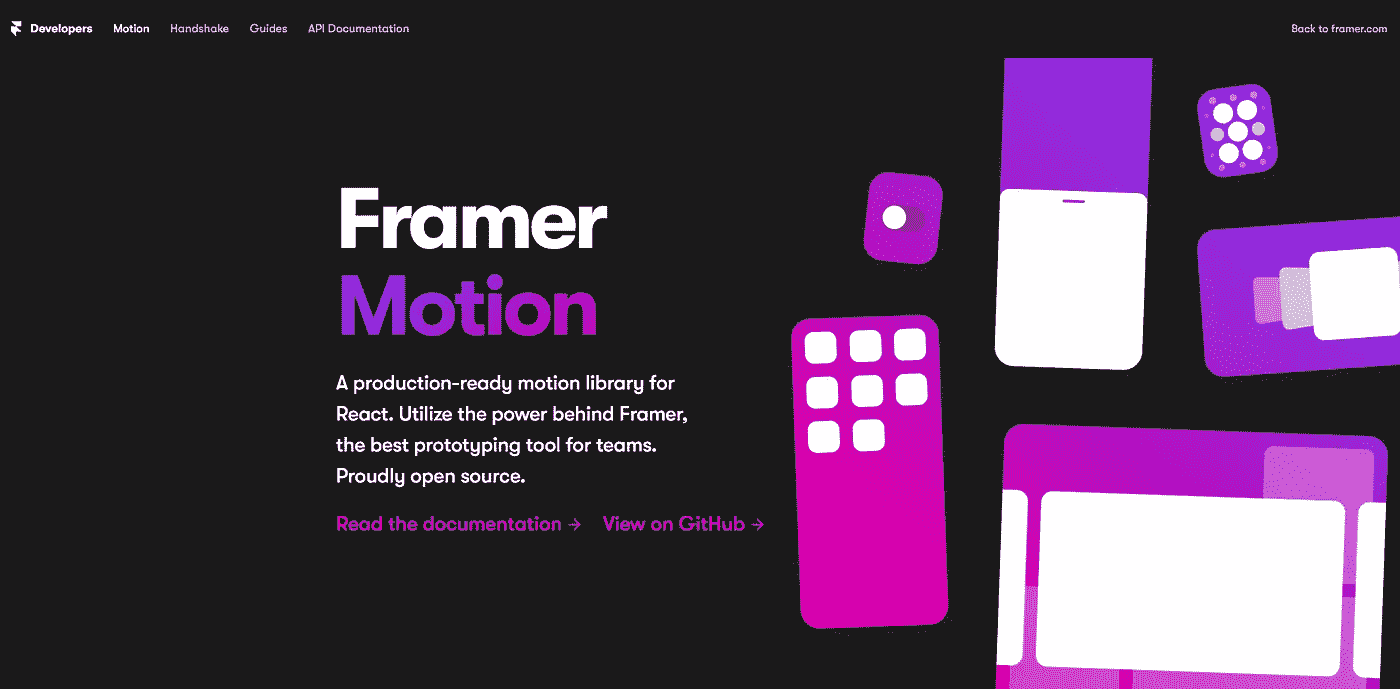 Developers Motion Handshake Guides API Documentation Back to framer.com
Framer
Motion
A production-ready motion library for
React. Utilize the power behind Framer,
the best prototyping tool for teams.
Proudly open source.
Read the documentation → View on GitHub →